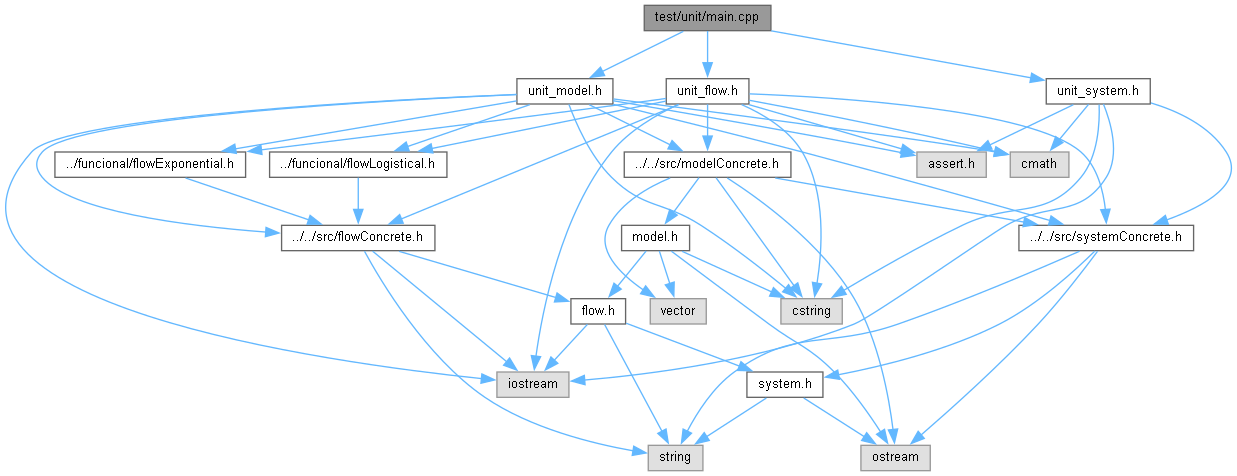 test/unit/main.cpp
unit_model.h
unit_flow.h
unit_system.h
../funcional/flowExponential.h
../funcional/flowLogistical.h
../../src/modelConcrete.h
assert.h
cmath
../../src/flowConcrete.h
model.h
../../src/systemConcrete.h
flow.h
vector
cstring
iostream
system.h
string
ostream